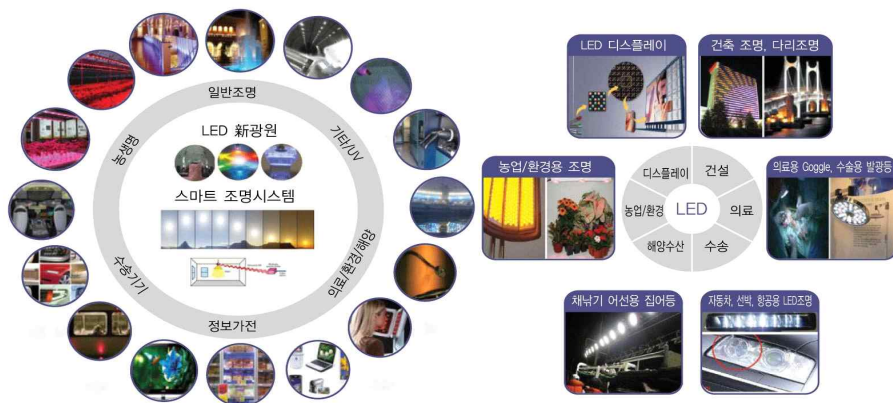 일반조명
농생명
기타/UV
LED 新광원
스마트 조명시스템
수송기기
의료/환경/해양
정보가전
LED 디스플레이
건축 조명, 다리조명
농업/환경용 조명
디스플레이
건설
의료용 Goggle, 수술용 발광등
농업/환경
LED
의료
해양수산
수송
채낚기 어선용 집어등
자동차, 선박, 항공용 LED조명